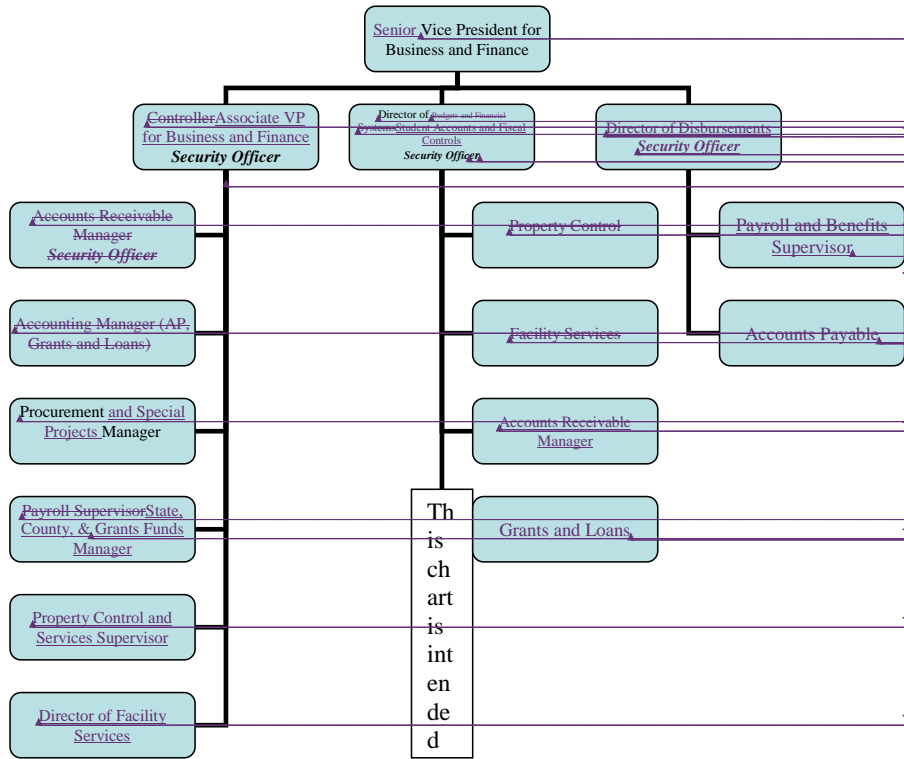 Senior Vice President for
Business and Finance
ControllerAssociate VP
for Business and Finance
Security Officer
Director of Budgets and Financial
SystemsStudent Accounts and Fiscal
Controls
Security Officer
Director of Disbursements
Security Officer
Accounts Receivable
Manager
Security Officer
Property Control
Payroll and Benefits
Supervisor
Accounting Manager (AP,
Grants and Loans)
Facility Services
Accounts Payable
Procurement and Special
Projects Manager
Accounts Receivable
Manager
Payroll SupervisorState,
County, & Grants Funds
Manager
Grants and Loans
Th
is
ch
art
is
int
en
de
d
Property Control and
Services Supervisor
Director of Facility
Services